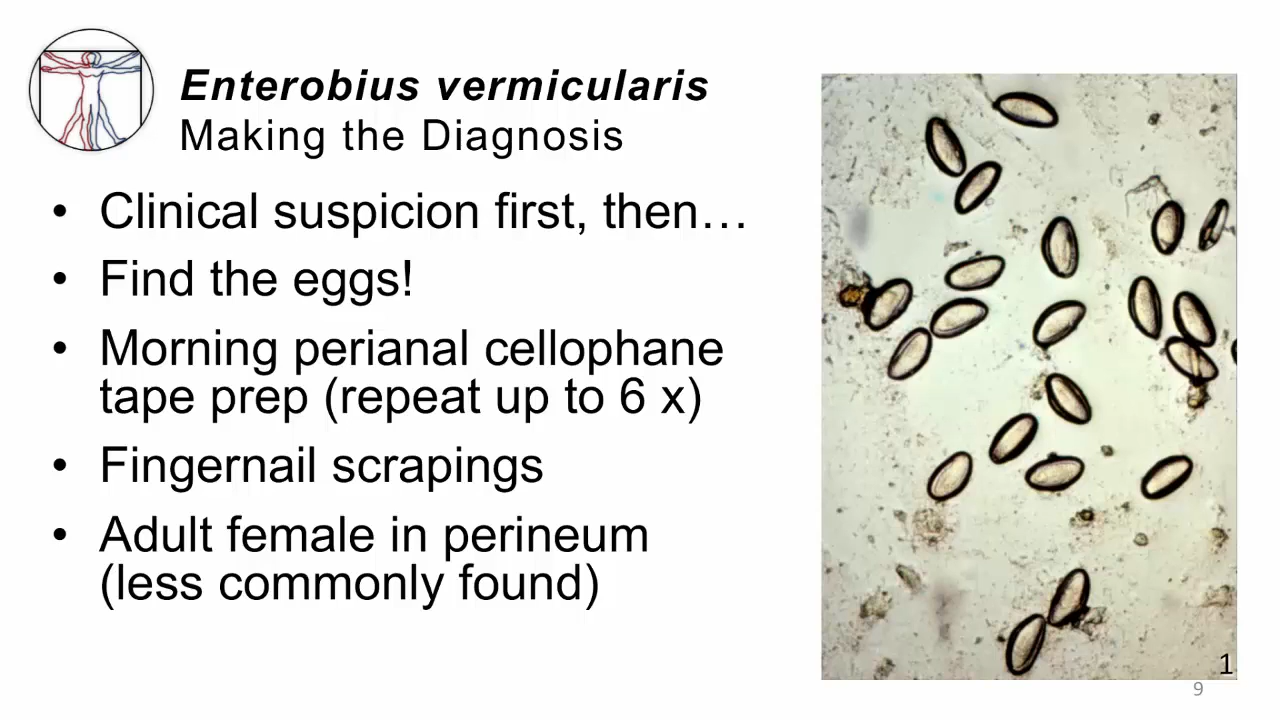 Enterobius vermicularis
Making the Diagnosis
• Clinical suspicion first, then…
• Find the eggs!
• Morning perianal cellophane
tape prep (repeat up to 6 x)
• Fingernail scrapings
• Adult female in perineum
(less commonly found)
1
9